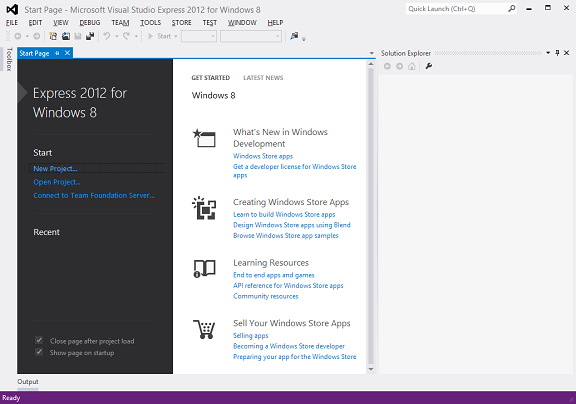 Start Page - Microsoft Visual Studio Express 2012 for Windows 8
Quick Launch (Ctrl+Q)
FILE EDIT VIEW DEBUG TEAM TOOLS STORE TEST WINDOW HELP
Start
Toolbox
Start Page
Solution Explorer
Express 2012 for
Windows 8
Start
New Project...
Open Project...
Connect to Team Foundation Server...
Recent
Close page after project load
Show page on startup
GET STARTED LATEST NEWS
Windows 8
What's New in Windows
Development
Windows Store apps
Get a developer license for Windows Store
apps
Creating Windows Store Apps
Learn to build Windows Store apps
Design Windows Store apps using Blend
Browse Windows Store app samples
Learning Resources
End to end apps and games
API reference for Windows Store apps
Community resources
Sell Your Windows Store Apps
Selling apps
Becoming a Windows Store developer
Preparing your app for the Windows Store
Output
Ready